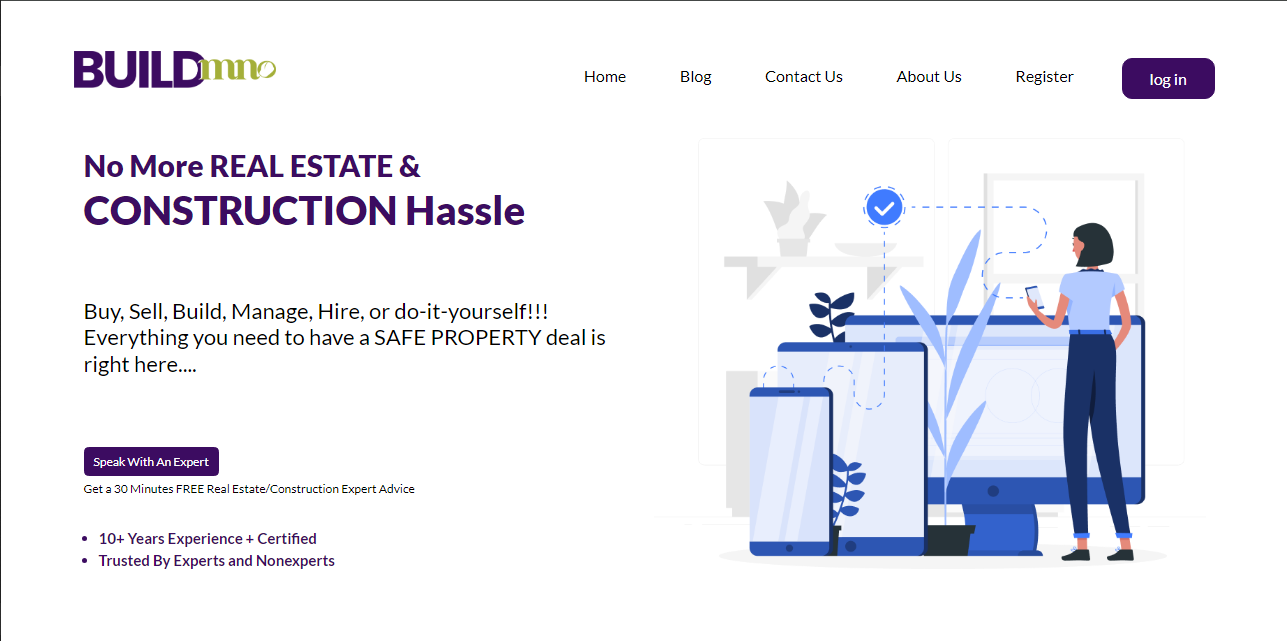 BUILDmno
Home
Blog
Contact Us
About Us
Register
log in
No More REAL ESTATE &
CONSTRUCTION Hassle
Buy, Sell, Build, Manage, Hire, or do-it-yourself!!!
Everything you need to have a SAFE PROPERTY deal is
right here....
Speak With An Expert
Get a 30 Minutes FREE Real Estate/Construction Expert Advice
• 10+ Years Experience + Certified
• Trusted By Experts and Nonexperts